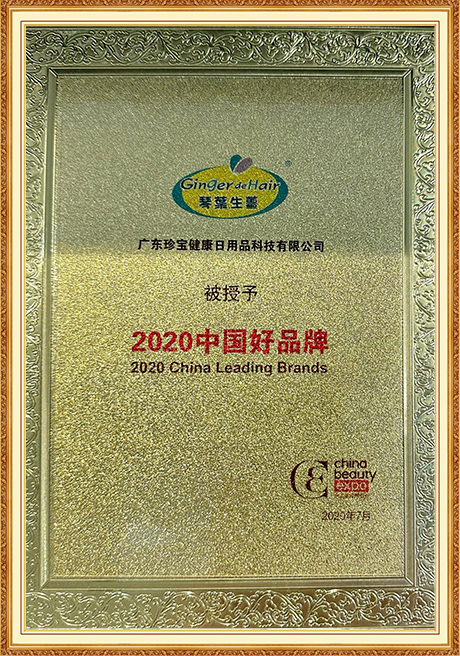 Ginger de Hair
®
琴葉生薑
广东珍宝健康日用品科技有限公司
被授予
2020中国好品牌
2020 China Leading Brands
china
beauty
expo
2020年7月